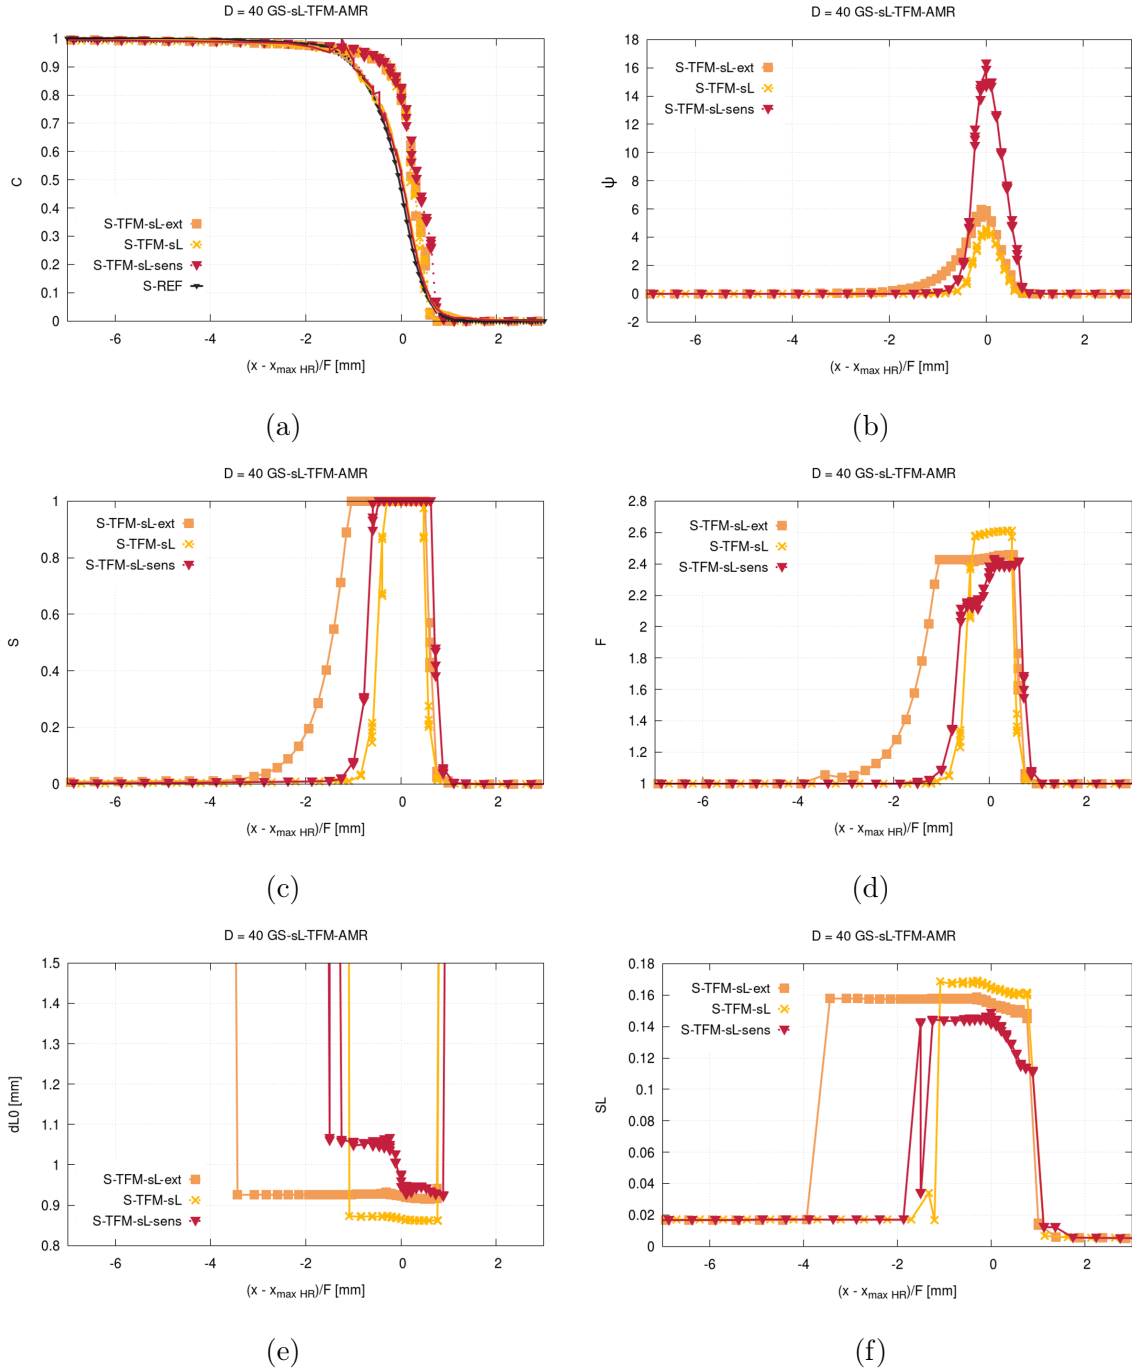 D = 40 GS-sL-TFM-AMR
1
0.9
0.8
0.7
0.6
0.5
0.4
0.3
0.2
0.1
0
C
S-TFM-sL-ext
S-TFM-sL
S-TFM-sL-sens
S-REF
-6 -4 -2 0 2
(x - xmax HR)/F [mm]
(a)
D = 40 GS-sL-TFM-AMR
18
16
14
12
10
8
6
4
2
0
-2
ψ
S-TFM-sL-ext
S-TFM-sL
S-TFM-sL-sens
-6 -4 -2 0 2
(x - xmax HR)/F [mm]
(b)
D = 40 GS-sL-TFM-AMR
1
0.8
0.6
0.4
0.2
0
S
S-TFM-sL-ext
S-TFM-sL
S-TFM-sL-sens
-6 -4 -2 0 2
(x - xmax HR)/F [mm]
(c)
D = 40 GS-sL-TFM-AMR
2.8
2.6
2.4
2.2
2
1.8
1.6
1.4
1.2
1
F
S-TFM-sL-ext
S-TFM-sL
S-TFM-sL-sens
-6 -4 -2 0 2
(x - xmax HR)/F [mm]
(d)
D = 40 GS-sL-TFM-AMR
1.5
1.4
1.3
1.2
1.1
1
0.9
0.8
dL0 [mm]
S-TFM-sL-ext
S-TFM-sL
S-TFM-sL-sens
-6 -4 -2 0 2
(x - xmax HR)/F [mm]
(e)
D = 40 GS-sL-TFM-AMR
0.18
0.16
0.14
0.12
0.1
0.08
0.06
0.04
0.02
0
SL
S-TFM-sL-ext
S-TFM-sL
S-TFM-sL-sens
-6 -4 -2 0 2
(x - xmax HR)/F [mm]
(f)